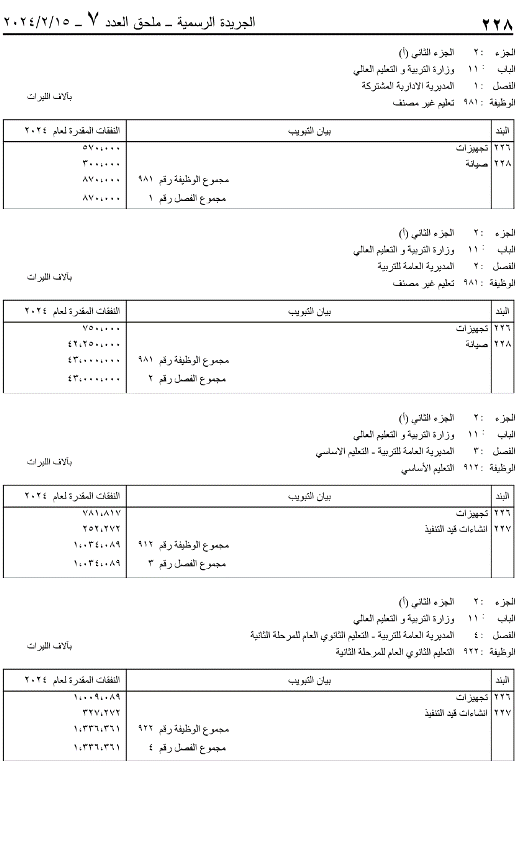 ٢٢٨ الجريدة الرسمية – ملحق العدد ٧ – ٢٠٢٤/٢/١٥
الجزء : ٢ الجزء الثاني (أ)
الباب : ١١ وزارة التربية و التعليم العالي
الفصل : ١ المديرية الادارية المشتركة
الوظيفة : ٩٨١ تعليم غير مصنف
بآلاف الليرات
البند بيان التبويب النفقات المقدرة لعام ٢٠٢٤
٢٢٦ تجهيزات ٥٧٠،٠٠٠
٢٢٨ صيانة ٣٠٠،٠٠٠
مجموع الوظيفة رقم ٩٨١ ٨٧٠،٠٠٠
مجموع الفصل رقم ١ ٨٧٠،٠٠٠
الجزء : ٢ الجزء الثاني (أ)
الباب : ١١ وزارة التربية و التعليم العالي
الفصل : ٢ المديرية العامة للتربية
الوظيفة : ٩٨١ تعليم غير مصنف
بآلاف الليرات
البند بيان التبويب النفقات المقدرة لعام ٢٠٢٤
٢٢٦ تجهيزات ٧٥٠،٠٠٠
٢٢٨ صيانة ٤٢،٢٥٠،٠٠٠
مجموع الوظيفة رقم ٩٨١ ٤٣،٠٠٠،٠٠٠
مجموع الفصل رقم ٢ ٤٣،٠٠٠،٠٠٠
الجزء : ٢ الجزء الثاني (أ)
الباب : ١١ وزارة التربية و التعليم العالي
الفصل : ٣ المديرية العامة للتربية - التعليم الاساسي
الوظيفة : ٩١٢ التعليم الأساسي
بآلاف الليرات
البند بيان التبويب النفقات المقدرة لعام ٢٠٢٤
٢٢٦ تجهيزات ٧٨١،٨١٧
٢٢٧ انشاءات قيد التنفيذ ٢٥٢،٢٧٢
مجموع الوظيفة رقم ٩١٢ ١،٠٣٤،٠٨٩
مجموع الفصل رقم ٣ ١،٠٣٤،٠٨٩
الجزء : ٢ الجزء الثاني (أ)
الباب : ١١ وزارة التربية و التعليم العالي
الفصل : ٤ المديرية العامة للتربية - التعليم الثانوي العام للمرحلة الثانية
الوظيفة : ٩٢٢ التعليم الثانوي العام للمرحلة الثانية
بآلاف الليرات
البند بيان التبويب النفقات المقدرة لعام ٢٠٢٤
٢٢٦ تجهيزات ١،٠٠٩،٠٨٩
٢٢٧ انشاءات قيد التنفيذ ٣٢٧،٢٧٢
مجموع الوظيفة رقم ٩٢٢ ١،٣٣٦،٣٦١
مجموع الفصل رقم ٤ ١،٣٣٦،٣٦١